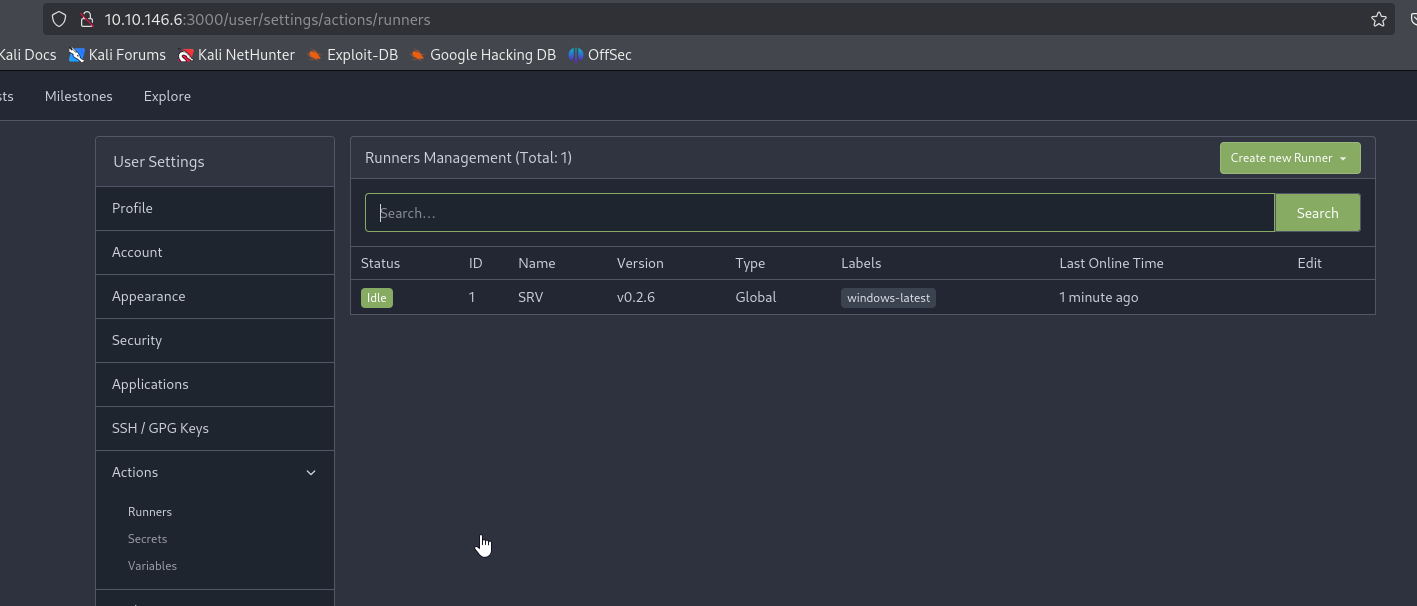 10.10.146.6:3000/user/settings/actions/runners
Kali Docs Kali Forums Kali NetHunter Exploit-DB Google Hacking DB OffSec
sts Milestones Explore
User Settings
Profile
Account
Appearance
Security
Applications
SSH / GPG Keys
Actions
Runners
Secrets
Variables
Runners Management (Total: 1)
Create new Runner
Search...
Search
Status ID Name Version Type Labels Last Online Time Edit
Idle 1 SRV v0.2.6 Global windows-latest 1 minute ago